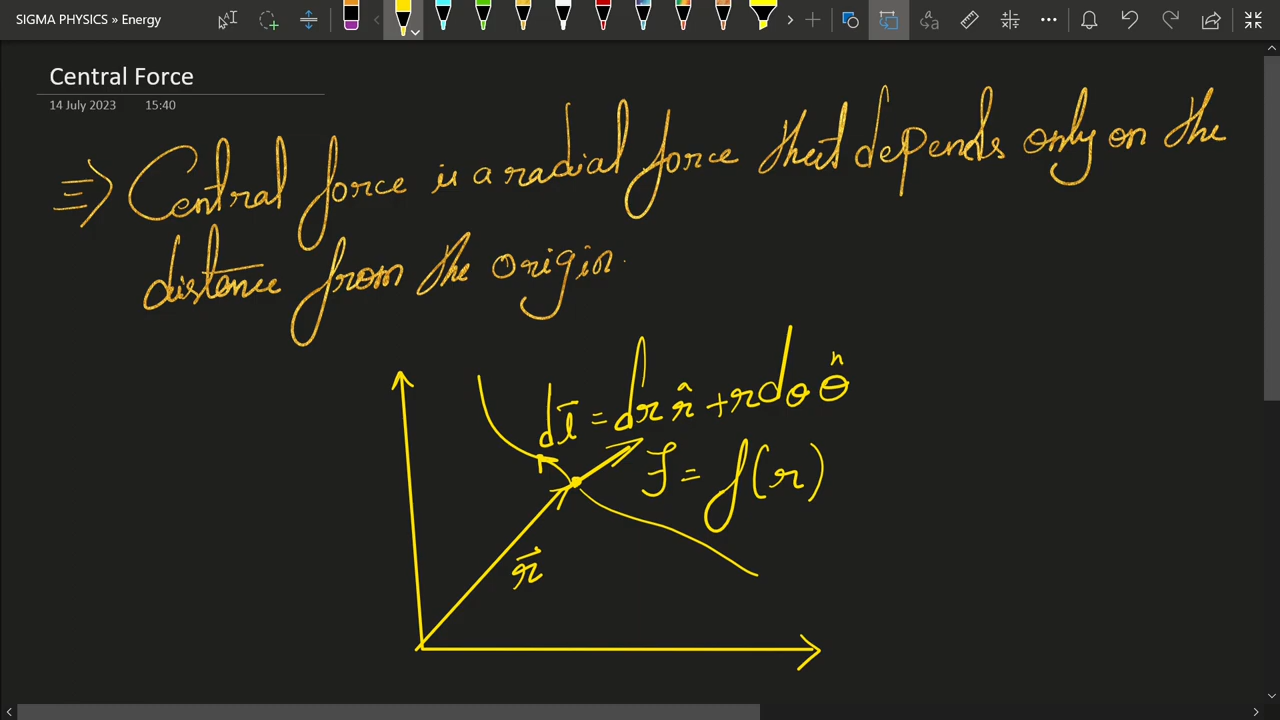 SIGMA PHYSICS » Energy
Central Force
14 July 2023 15:40
⇒ Central force is a radial force that depends only on the
distance from the origin.
dl⃗ = dr r̂ + r dθ θ̂
F = f(r)
r⃗